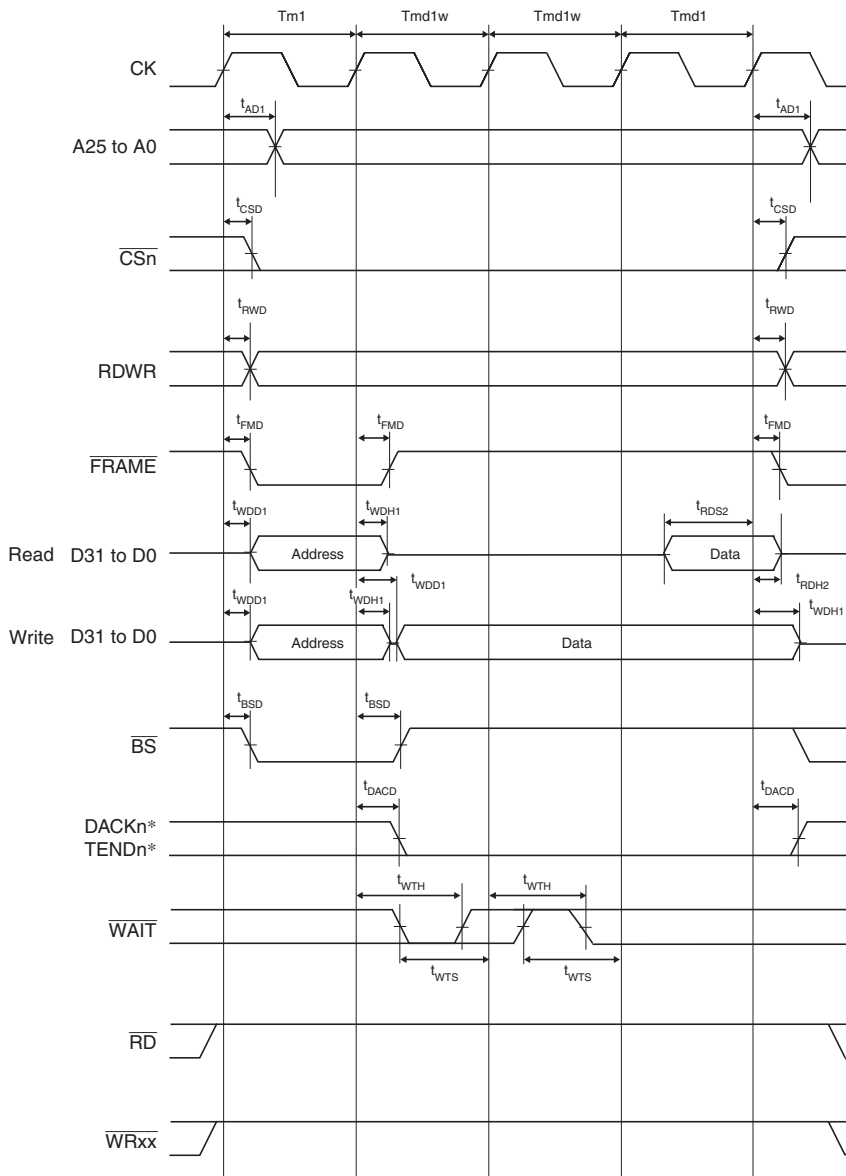 Tm1 Tmd1w Tmd1w Tmd1
CK
tAD1 tAD1
A25 to A0
tCSD tCSD
CSn
tRWD tRWD
RDWR
tFMD tFMD tFMD
FRAME
tWDD1 tWDH1 tRDS2
Read D31 to D0 Address Data
tWDD1 tRDH2
tWDD1 tWDH1 tWDH1
Write D31 to D0 Address Data
tBSD tBSD
BS
tDACD tDACD
DACKn*
TENDn*
tWTH tWTH
WAIT
tWTS tWTS
RD
WRxx